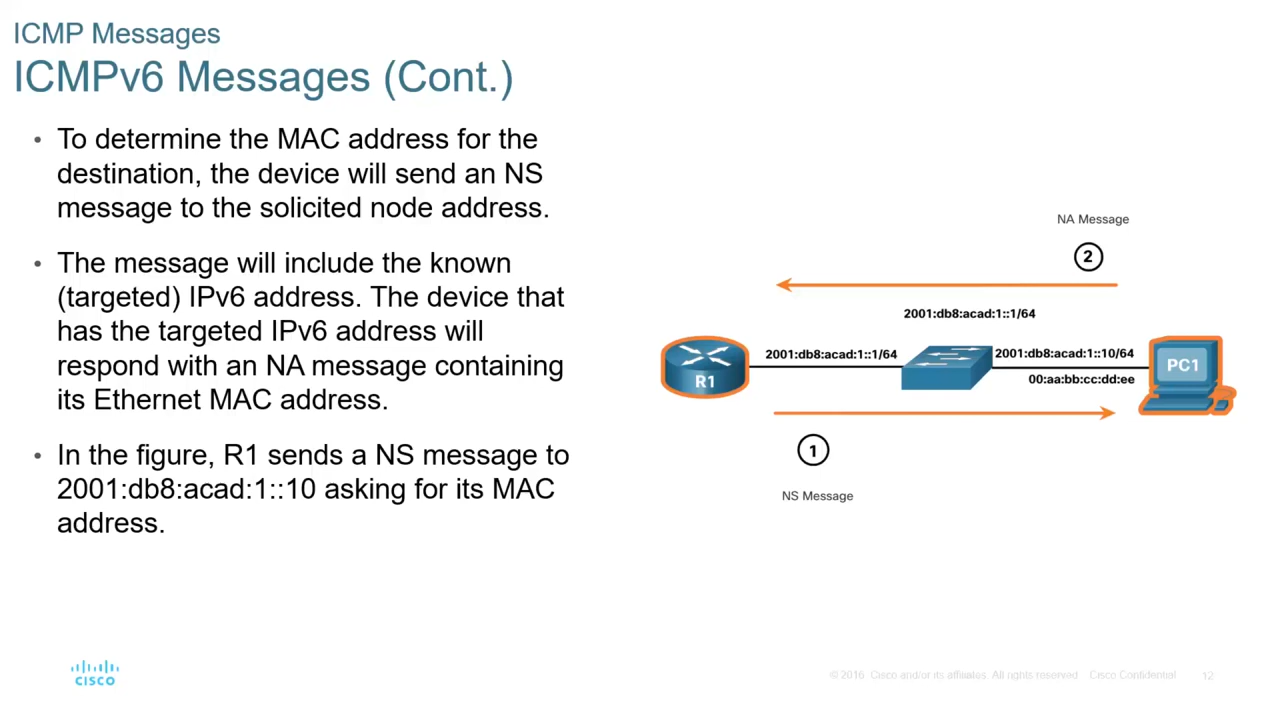 ICMP Messages
ICMPv6 Messages (Cont.)
• To determine the MAC address for the
destination, the device will send an NS
message to the solicited node address.
• The message will include the known
(targeted) IPv6 address. The device that
has the targeted IPv6 address will
respond with an NA message containing
its Ethernet MAC address.
• In the figure, R1 sends a NS message to
2001:db8:acad:1::10 asking for its MAC
address.
NA Message
2
2001:db8:acad:1::1/64
2001:db8:acad:1::1/64
2001:db8:acad:1::10/64
00:aa:bb:cc:dd:ee
R1
PC1
1
NS Message
CISCO
© 2016 Cisco and/or its affiliates. All rights reserved. Cisco Confidential
12